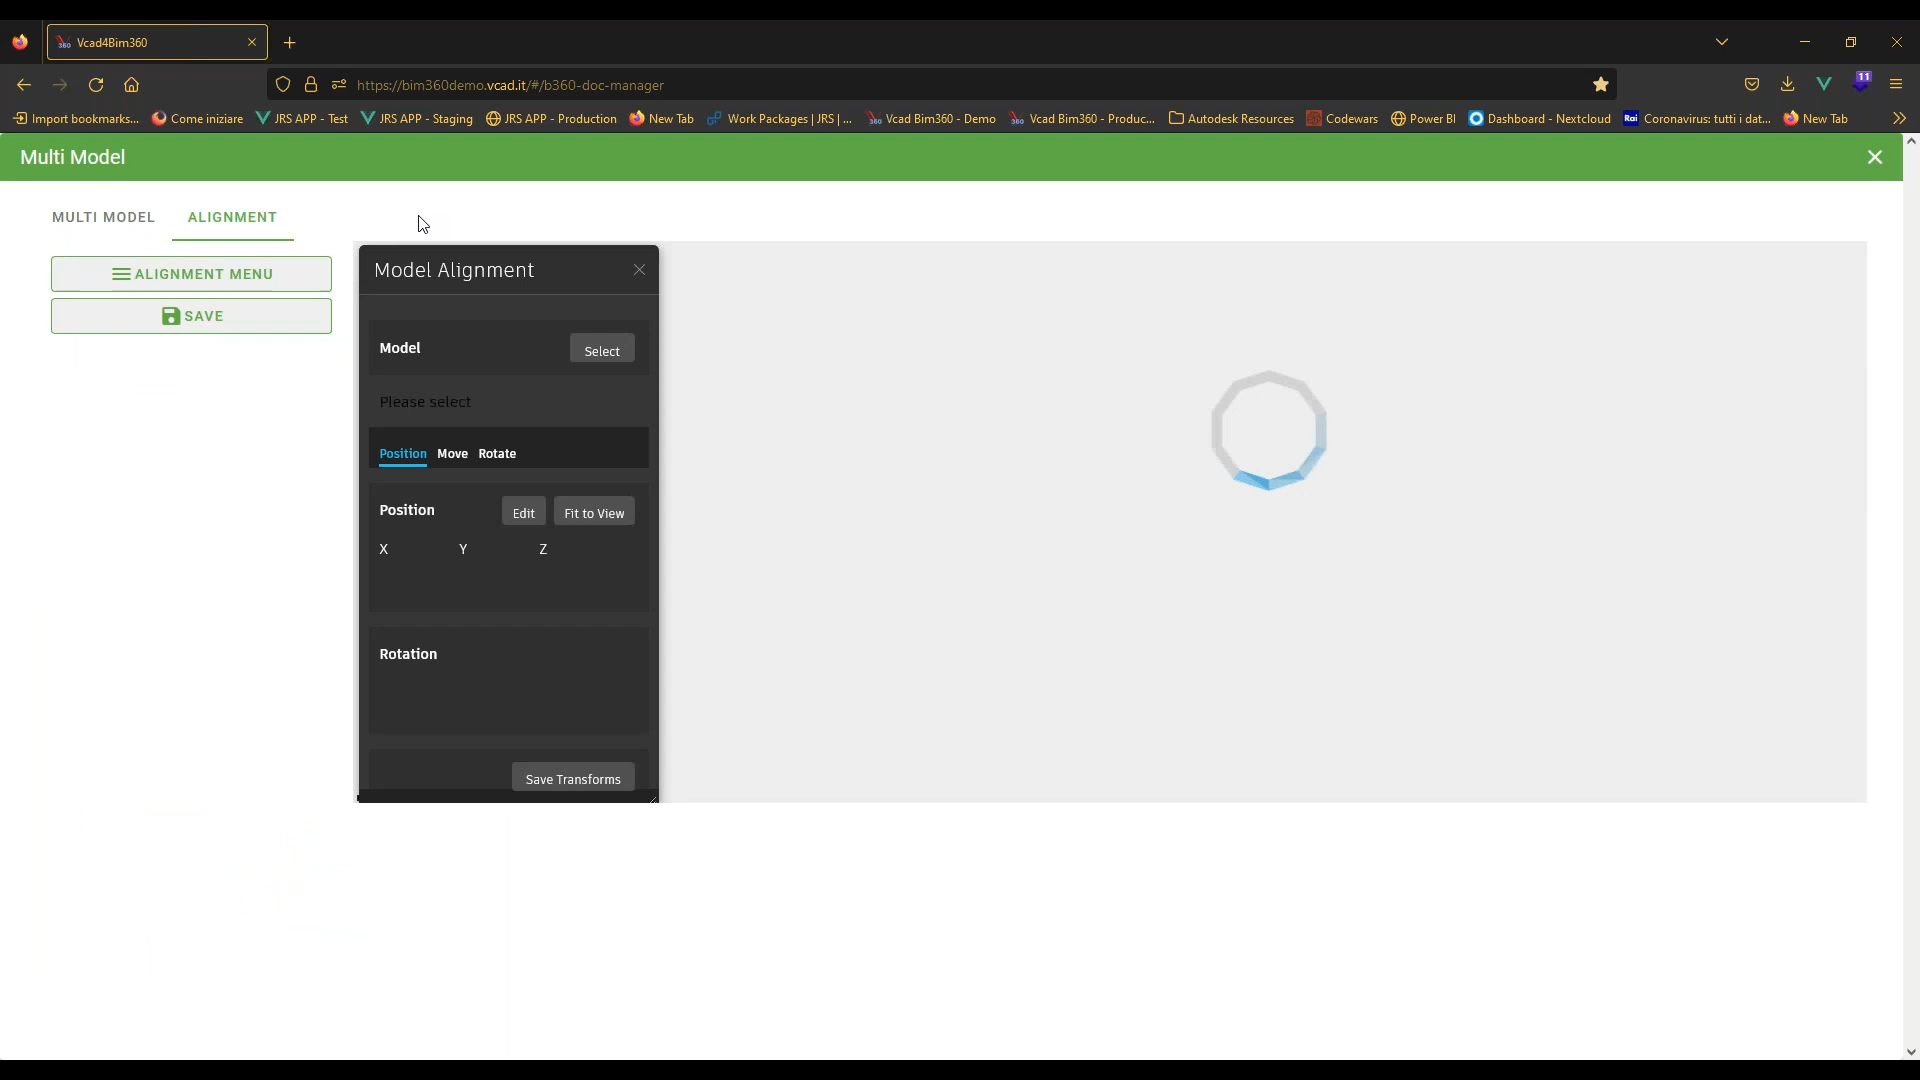 Vcad4Bim360
https://bim360demo.vcad.it/#/b360-doc-manager
11
Import bookmarks...
Come iniziare
JRS APP - Test
JRS APP - Staging
JRS APP - Production
New Tab
Work Packages | JRS | ...
Vcad Bim360 - Demo
Vcad Bim360 - Produc...
Autodesk Resources
Codewars
Power BI
Dashboard - Nextcloud
Rai
Coronavirus: tutti i dat...
New Tab
Multi Model
MULTI MODEL
ALIGNMENT
ALIGNMENT MENU
SAVE
Model Alignment
Model
Select
Please select
Position Move Rotate
Position
Edit
Fit to View
X Y Z
Rotation
Save Transforms